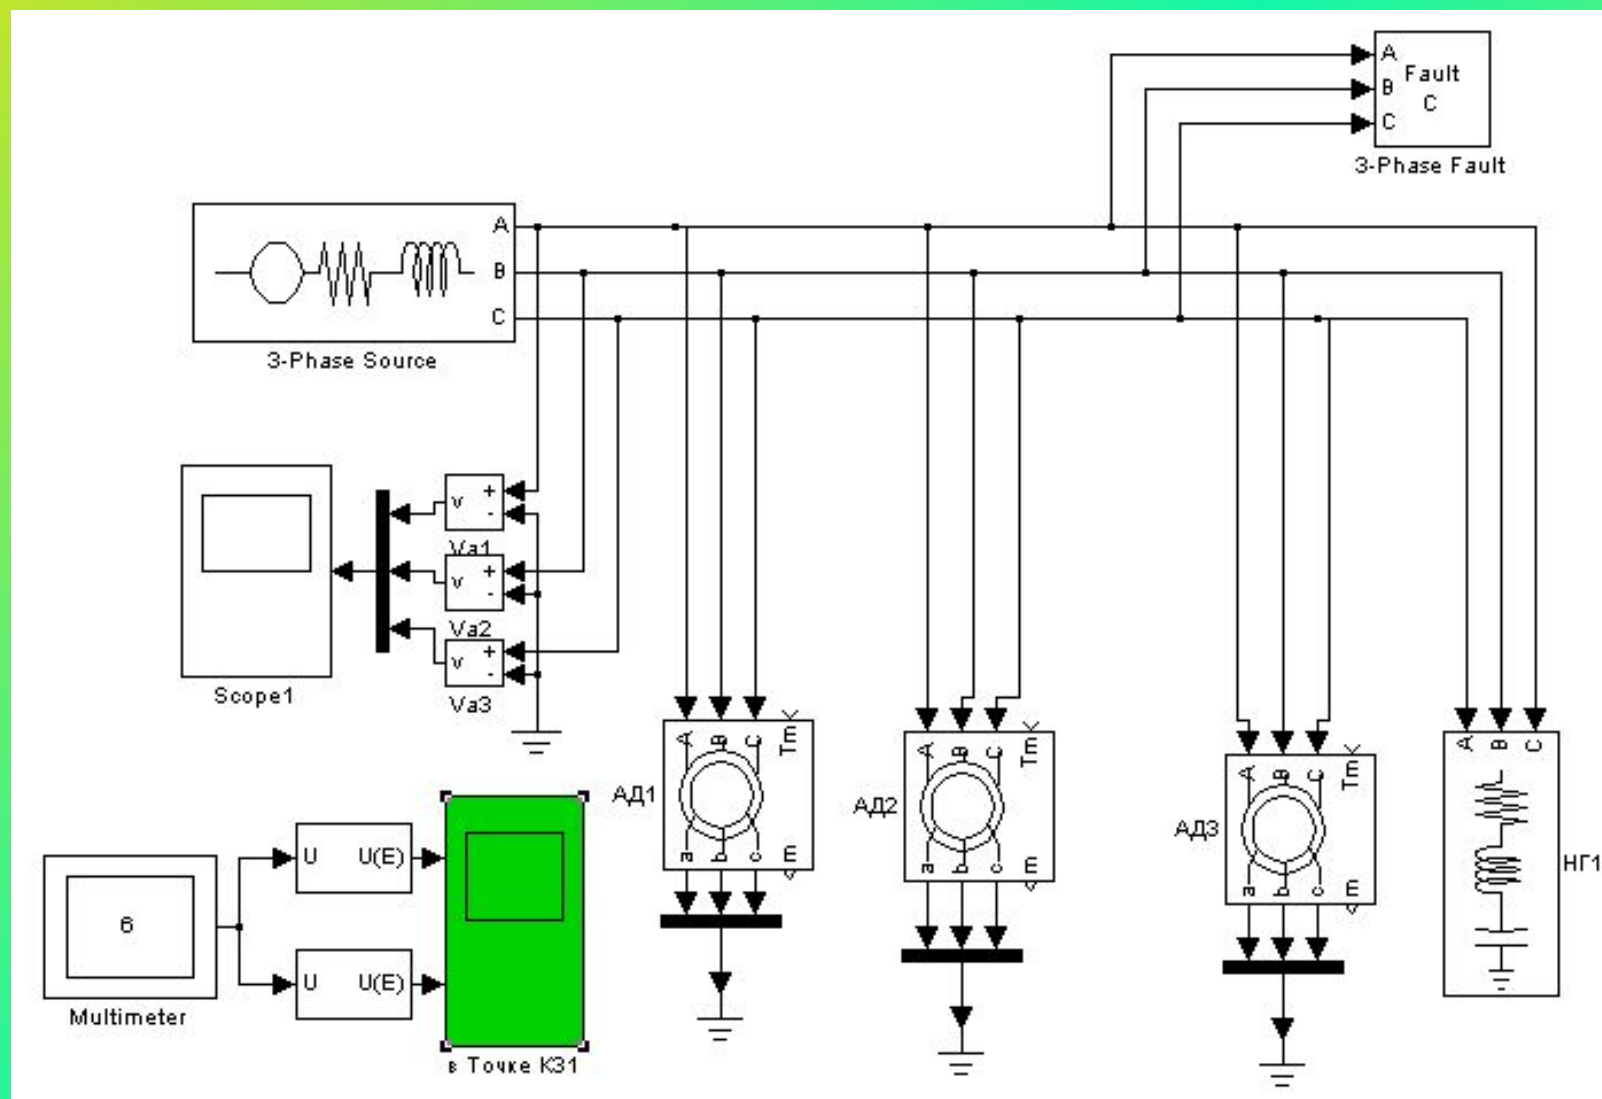 A
Fault
B
C
C
3-Phase Fault
A
B
C
3-Phase Source
+
v
-
Va1
+
v
-
Va2
+
v
-
Va3
Scope1
A B C Tm
АД1
a b c m
A B C Tm
АД2
a b c m
A B C Tm
АД3
a b c m
A B C
НГ1
U U(E)
6
U U(E)
Multimeter
в Точке КЗ1